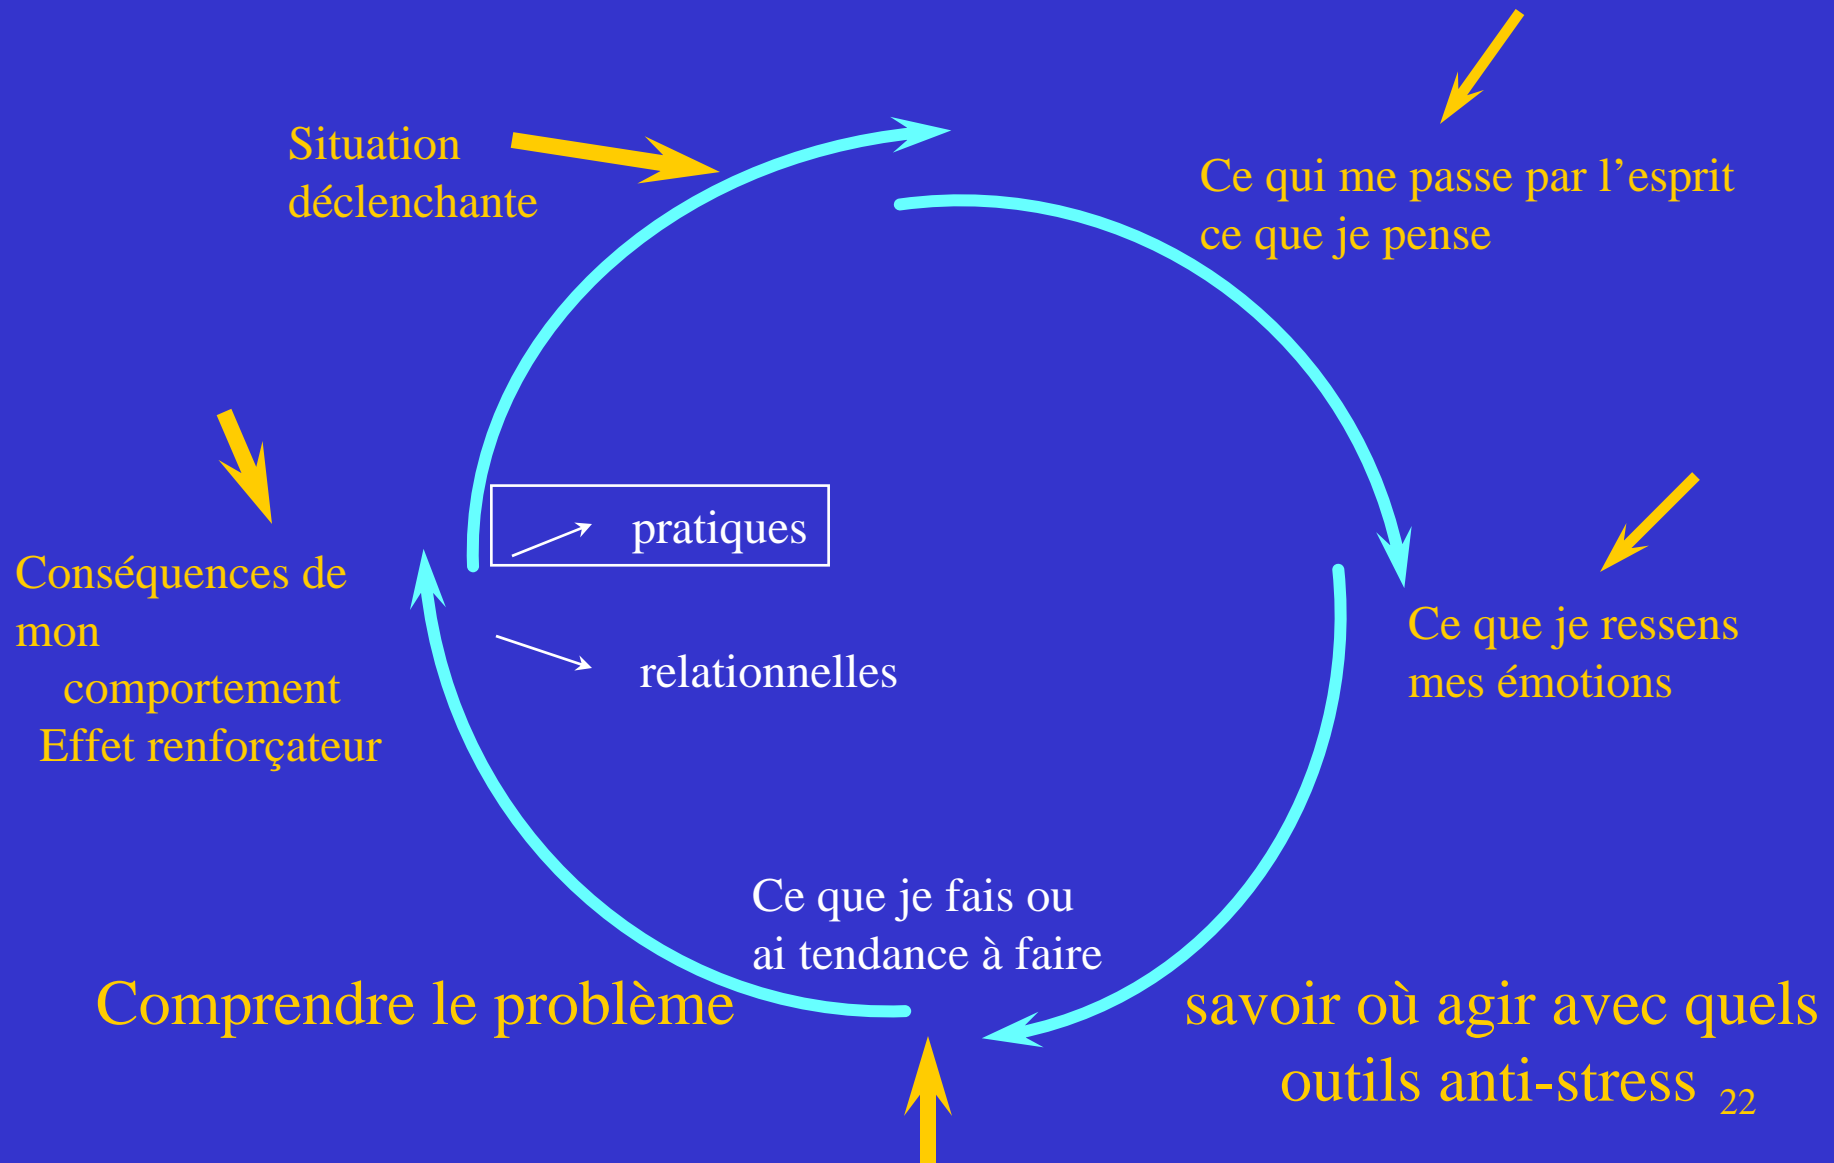 Situation
déclenchante
Ce qui me passe par l’esprit
ce que je pense
pratiques
relationnelles
Conséquences de
mon
comportement
Effet renforçateur
Ce que je ressens
mes émotions
Ce que je fais ou
ai tendance à faire
Comprendre le problème
savoir où agir avec quels
outils anti-stress
22